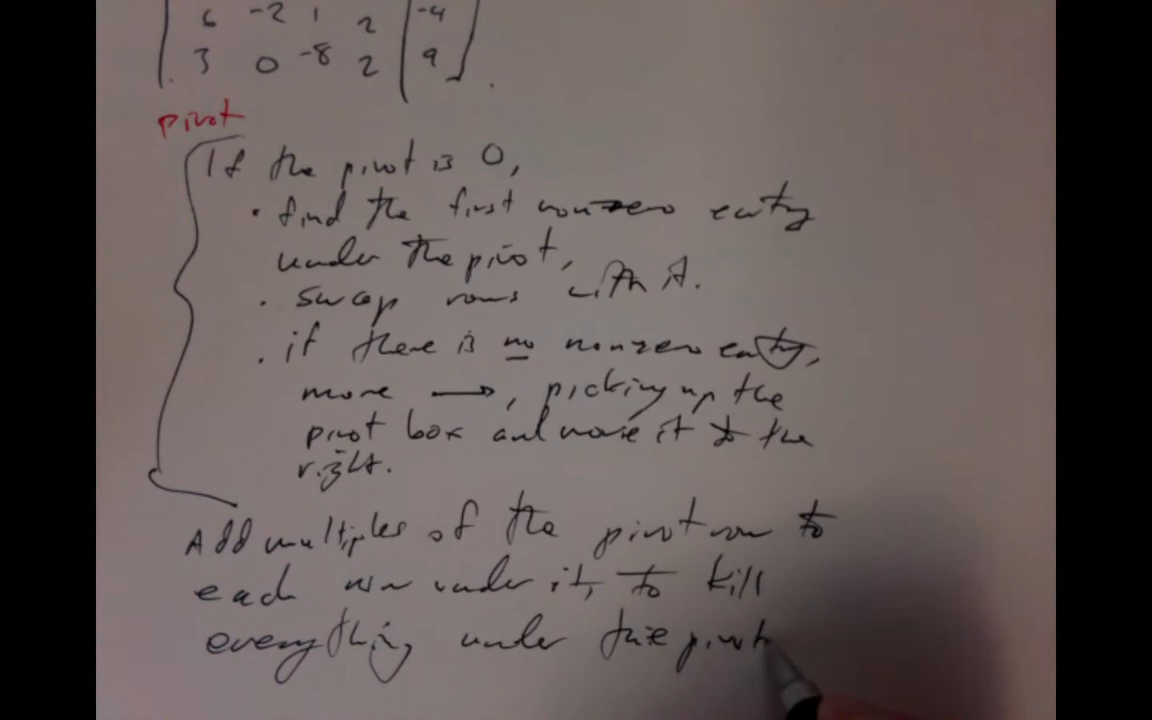 6 -2 1 2 | -4
3 0 -8 2 | 9
pivot
If the pivot is 0,
• find the first nonzero entry
under the pivot,
• swap rows with it.
• if there is no nonzero entry,
move →, picking up the
pivot box and move it to the
right.
Add multiples of the pivot row to
each row under it, to kill
everything under the pivot